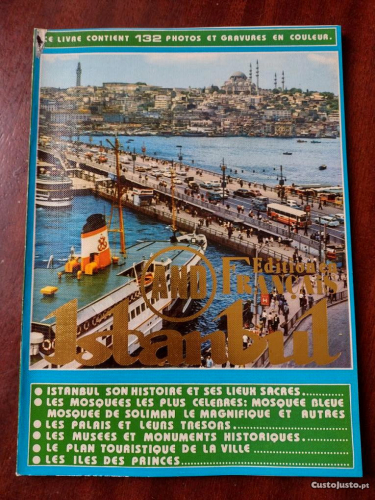 CE LIVRE CONTIENT 132 PHOTOS ET GRAVURES EN COULEUR.
AND
Edition en
FRANÇAIS
Istanbul
● ISTANBUL SON HISTOIRE ET SES LIEUX SACRES............
● LES MOSQUEES LES PLUS CELEBRES: MOSQUEE BLEUE
MOSQUEE DE SOLIMAN LE MAGNIFIQUE ET AUTRES
● LES PALAIS ET LEURS TRESORS...........
● LES MUSEES ET MONUMENTS HISTORIQUES...........
● LE PLAN TOURISTIQUE DE LA VILLE...........
● LES ILES DES PRINCES...........
CustoJusto.pt